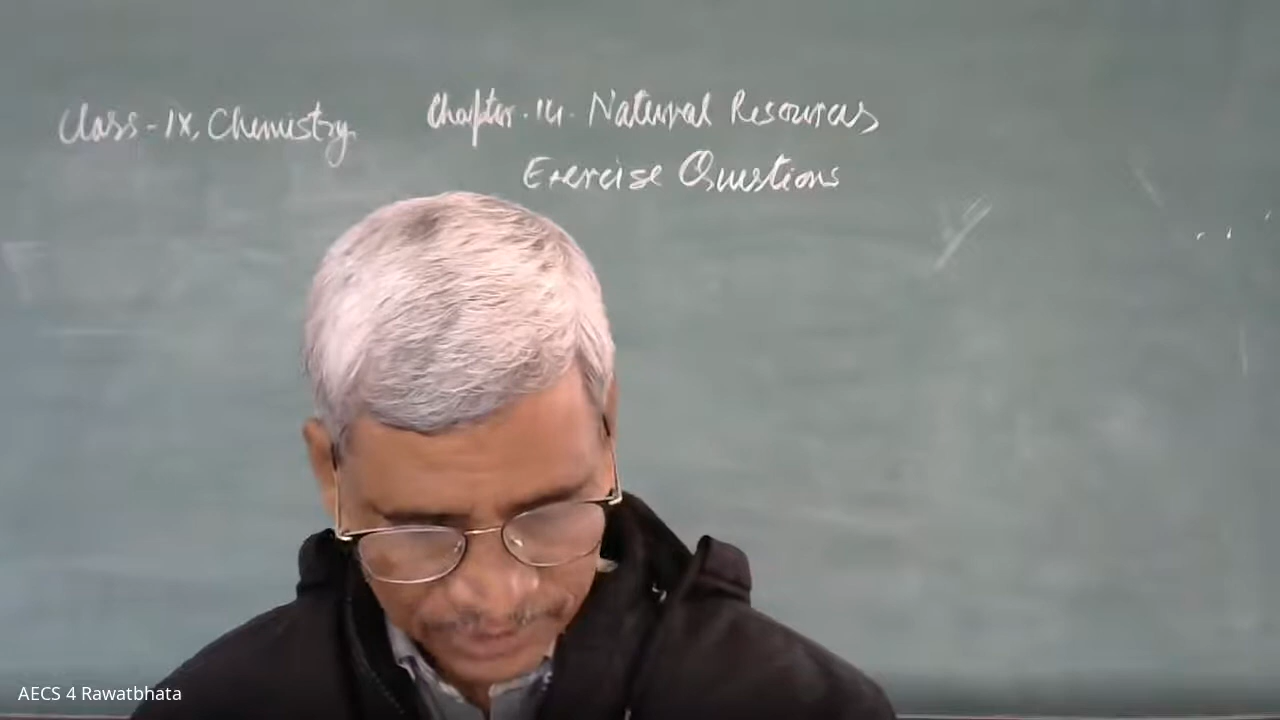 Class-IX, Chemistry Chapter.14. Natural Resources
Exercise Questions
AECS 4 Rawatbhata